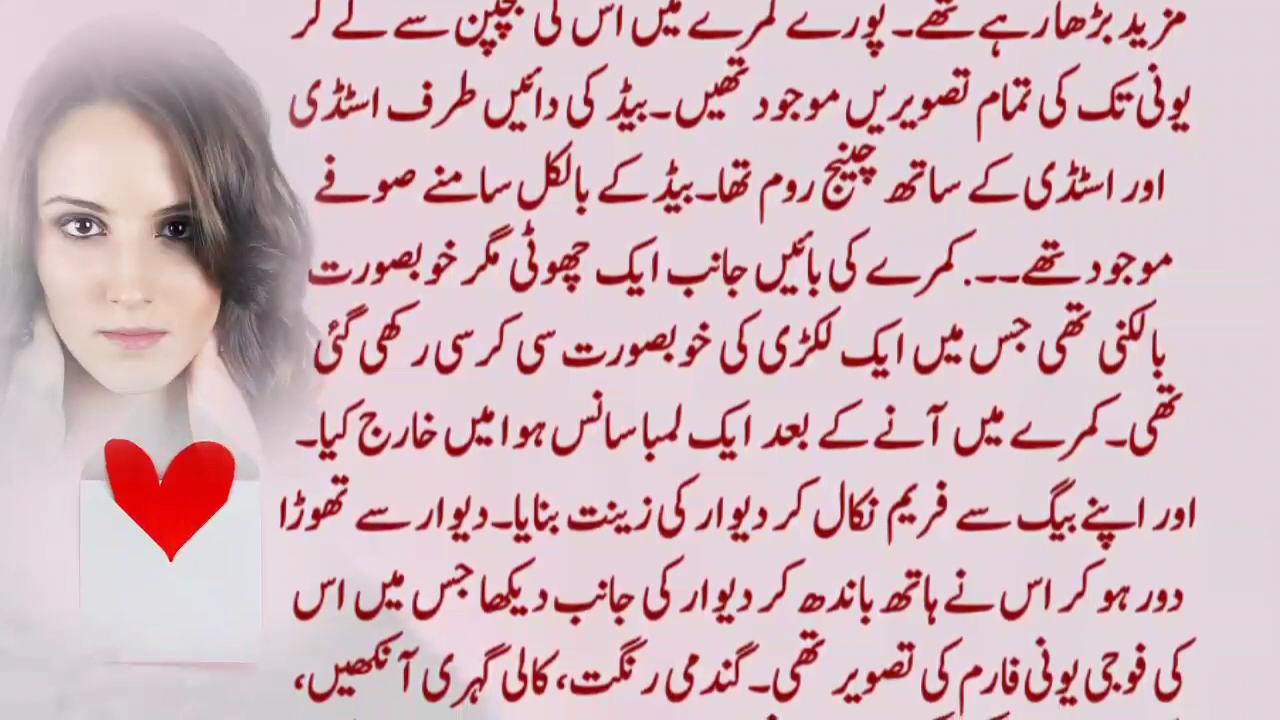 مزید بڑھا رہے تھے۔ پورے کمرے میں اس کی بچپن سے لے کر
یونی تک کی تمام تصویریں موجود تھیں۔ بیڈ کی دائیں طرف اسٹڈی
اور اسٹڈی کے ساتھ چینج روم تھا۔ بیڈ کے بالکل سامنے صوفے
موجود تھے۔۔۔ کمرے کی بائیں جانب ایک چھوٹی مگر خوبصورت
بالکنی تھی جس میں ایک لکڑی کی خوبصورت سی کرسی رکھی گئی
تھی۔ کمرے میں آنے کے بعد ایک لمبا سانس ہوا میں خارج کیا۔
اور اپنے بیگ سے فریم نکال کر دیوار کی زینت بنایا۔ دیوار سے تھوڑا
دور ہو کر اس نے ہاتھ باندھ کر دیوار کی جانب دیکھا جس میں اس
کی فوجی یونی فارم کی تصویر تھی۔ گندمی رنگت، کالی گہری آنکھیں،